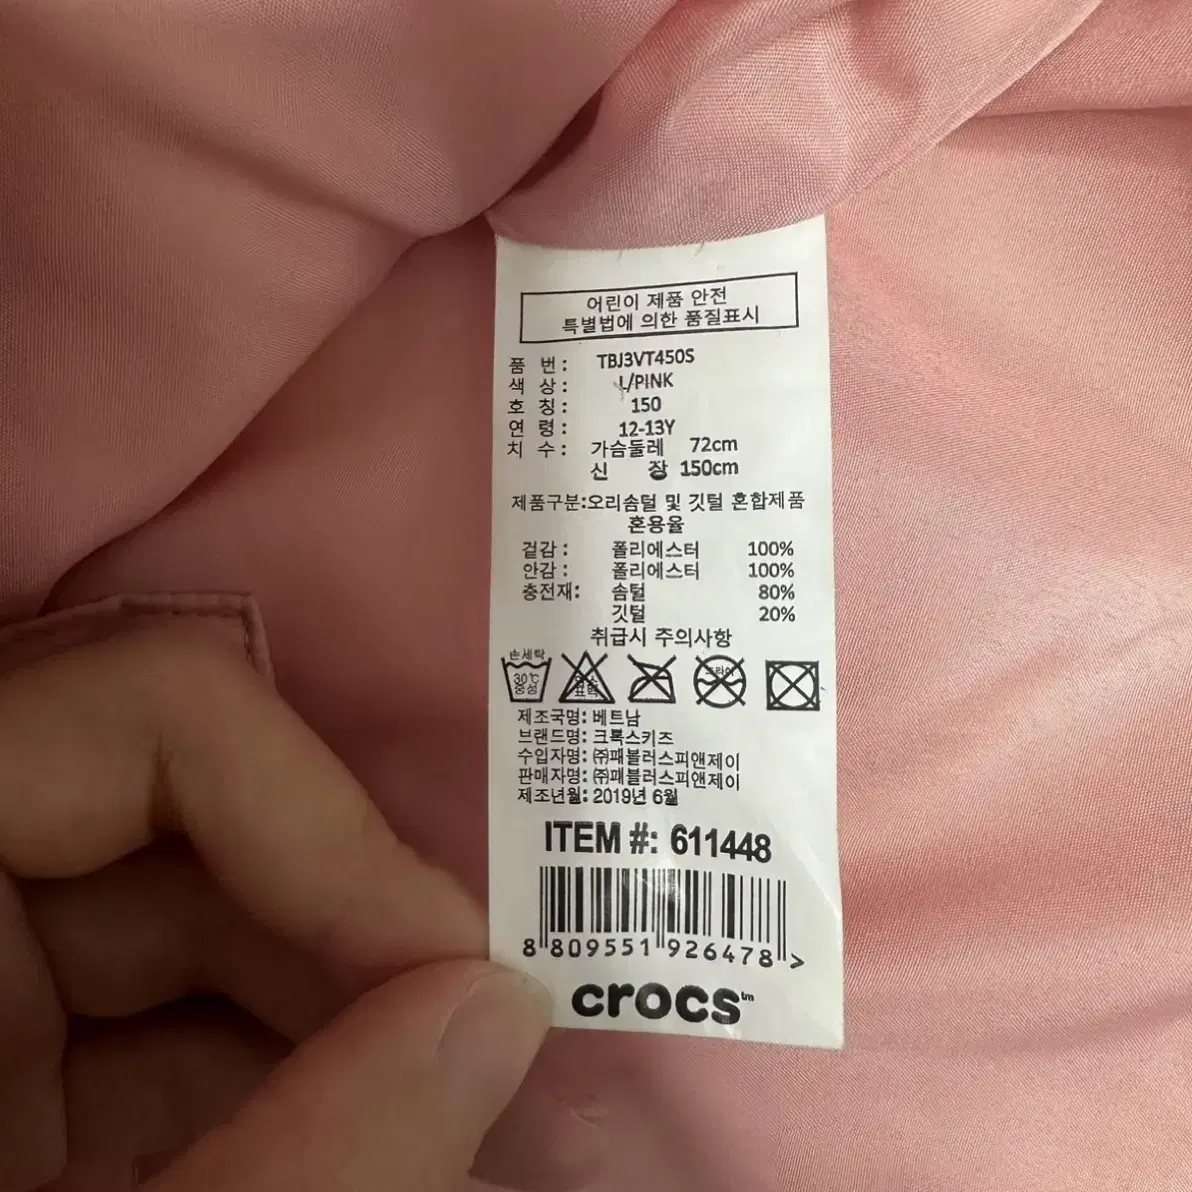 어린이 제품 안전
특별법에 의한 품질표시
품 번 : TBJ3VT450S
색 상 : L/PINK
호 칭 : 150
연 령 : 12-13Y
치 수 : 가슴둘레 72cm
신 장 150cm
제품구분:오리솜털 및 깃털 혼합제품
혼용율
겉감 : 폴리에스터 100%
안감 : 폴리에스터 100%
충전재: 솜털 80%
깃털 20%
취급시 주의사항
손세탁
30℃
중성
드라이
제조국명: 베트남
브랜드명: 크록스키즈
수입자명: ㈜패블러스피앤제이
판매자명: ㈜패블러스피앤제이
제조년월: 2019년 6월
ITEM #: 611448
8 809551 926478 >
crocs™